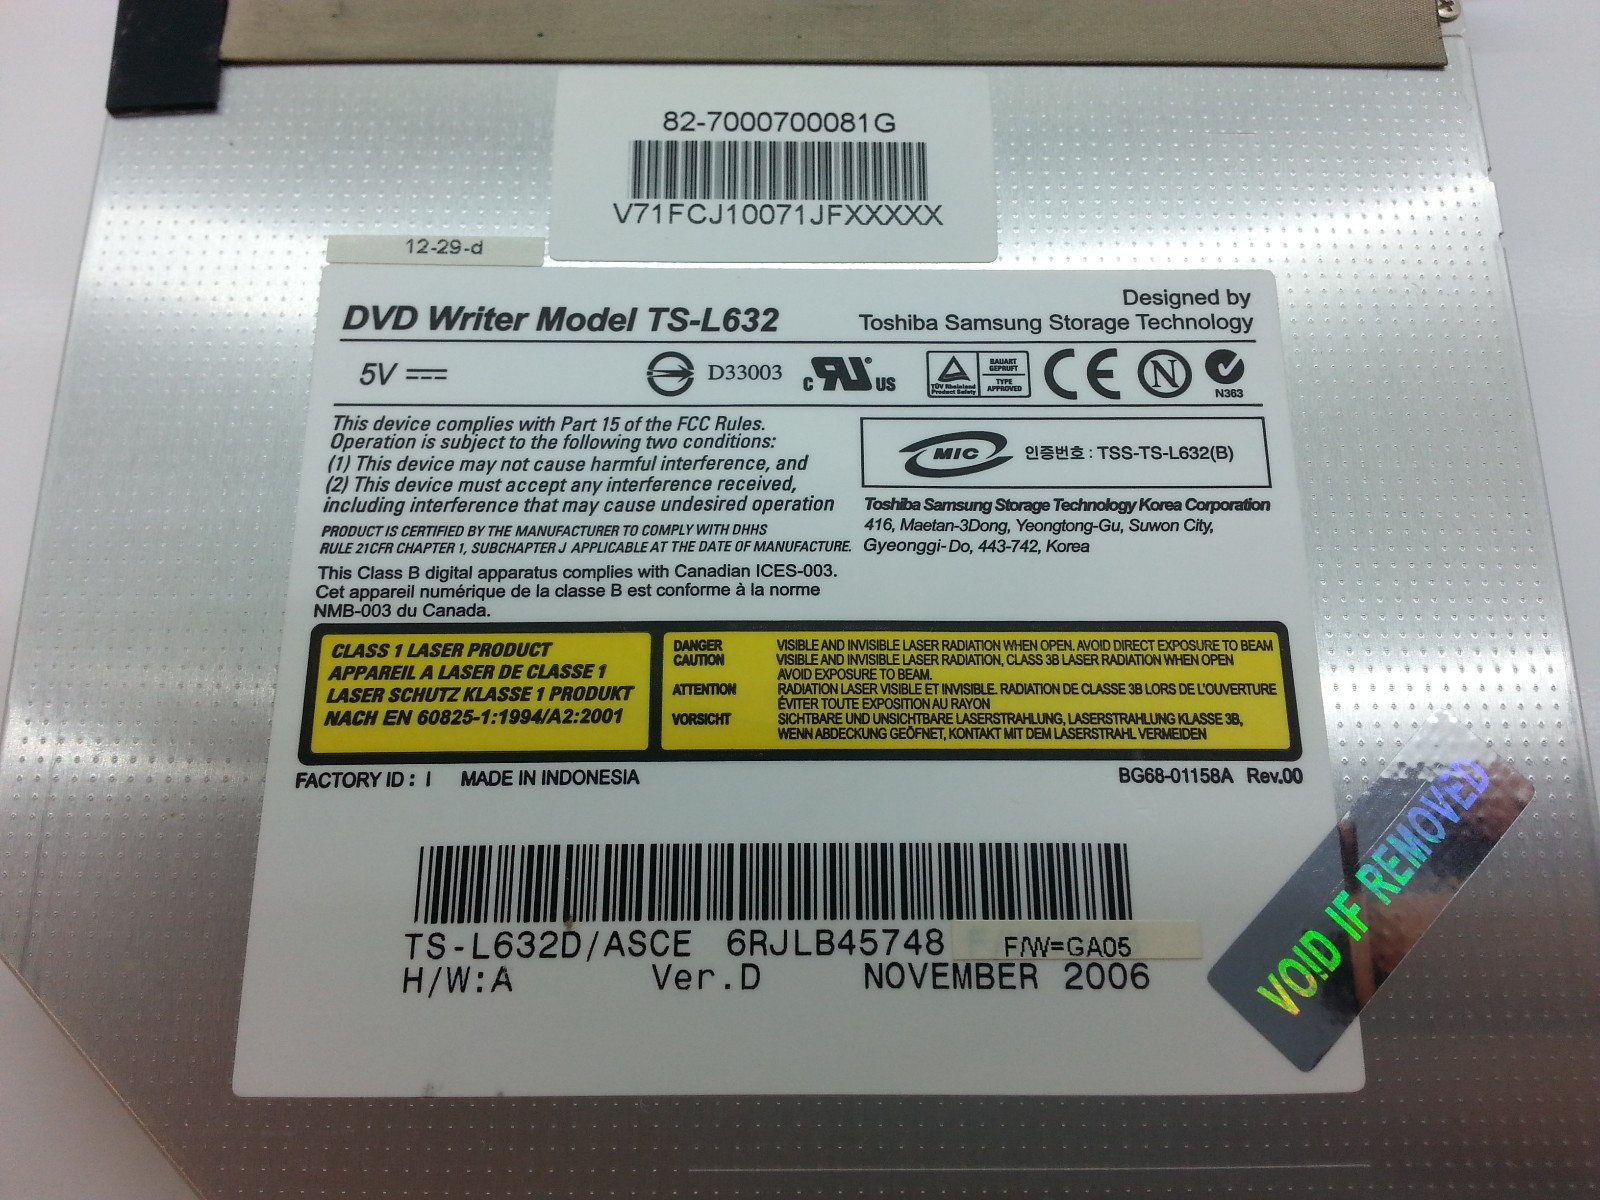 82-7000700081G
V71FCJ10071JFXXXXX
12-29-d
DVD Writer Model TS-L632
Designed by
Toshiba Samsung Storage Technology
5V
D33003
c RU US
TÜV Rheinland
Product Safety
BAUART
GEPRÜFT
TYPE
APPROVED
CE
N
N363
This device complies with Part 15 of the FCC Rules.
Operation is subject to the following two conditions:
(1) This device may not cause harmful interference, and
(2) This device must accept any interference received,
including interference that may cause undesired operation
PRODUCT IS CERTIFIED BY THE MANUFACTURER TO COMPLY WITH DHHS
RULE 21CFR CHAPTER 1, SUBCHAPTER J APPLICABLE AT THE DATE OF MANUFACTURE.
This Class B digital apparatus complies with Canadian ICES-003.
Cet appareil numérique de la classe B est conforme à la norme
NMB-003 du Canada.
MIC 인증번호 : TSS-TS-L632(B)
Toshiba Samsung Storage Technology Korea Corporation
416, Maetan-3Dong, Yeongtong-Gu, Suwon City,
Gyeonggi-Do, 443-742, Korea
CLASS 1 LASER PRODUCT
APPAREIL A LASER DE CLASSE 1
LASER SCHUTZ KLASSE 1 PRODUKT
NACH EN 60825-1:1994/A2:2001
DANGER VISIBLE AND INVISIBLE LASER RADIATION WHEN OPEN. AVOID DIRECT EXPOSURE TO BEAM
CAUTION VISIBLE AND INVISIBLE LASER RADIATION, CLASS 3B LASER RADIATION WHEN OPEN
AVOID EXPOSURE TO BEAM.
ATTENTION RADIATION LASER VISIBLE ET INVISIBLE. RADIATION DE CLASSE 3B LORS DE L'OUVERTURE
ÉVITER TOUTE EXPOSITION AU RAYON
VORSICHT SICHTBARE UND UNSICHTBARE LASERSTRAHLUNG, LASERSTRAHLUNG KLASSE 3B,
WENN ABDECKUNG GEÖFNET, KONTAKT MIT DEM LASERSTRAHL VERMEIDEN
FACTORY ID : I MADE IN INDONESIA
BG68-01158A Rev.00
TS-L632D/ASCE 6RJLB45748 F/W=GA05
H/W:A Ver.D NOVEMBER 2006
VOID IF REMOVED